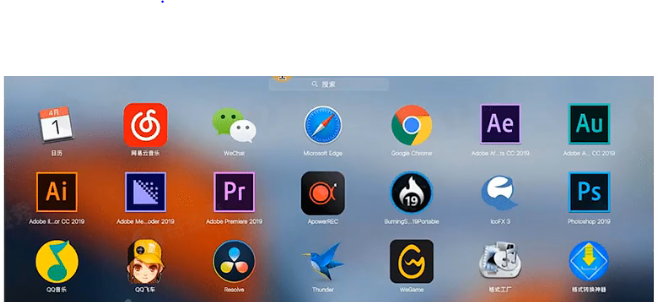 搜索
4月
1
日历
网易云音乐
WeChat
Microsoft Edge
Google Chrome
Ae
Adobe Af...ts CC 2019
Au
Adobe A... CC 2019
Ai
Adobe Il...or CC 2019
Adobe Me...oder 2019
Pr
Adobe Premiere 2019
ApowerREC
19
BurningS...19Portable
IcoFX 3
Ps
Photoshop 2019
QQ音乐
QQ飞车
Resolve
Thunder
WeGame
格式工厂
格式转换神器